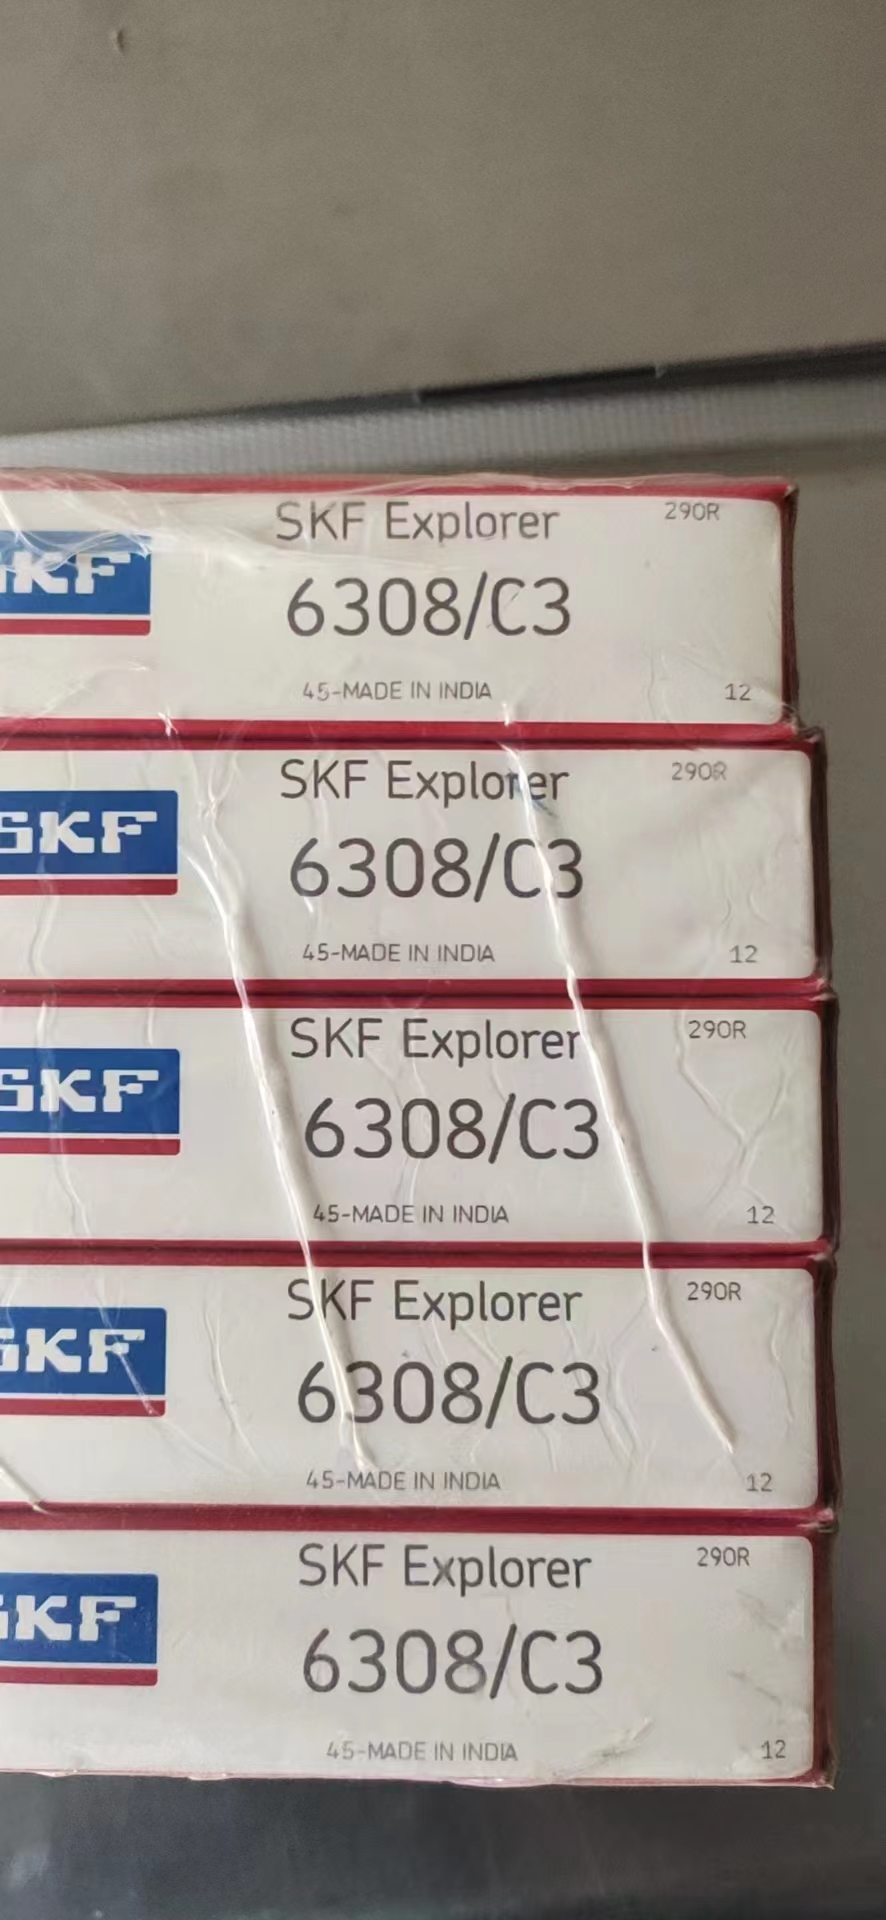 SKF Explorer 290R
SKF
6308/C3
45-MADE IN INDIA 12
SKF Explorer 290R
SKF
6308/C3
45-MADE IN INDIA 12
SKF Explorer 290R
SKF
6308/C3
45-MADE IN INDIA 12
SKF Explorer 290R
SKF
6308/C3
45-MADE IN INDIA 12
SKF Explorer 290R
SKF
6308/C3
45-MADE IN INDIA 12